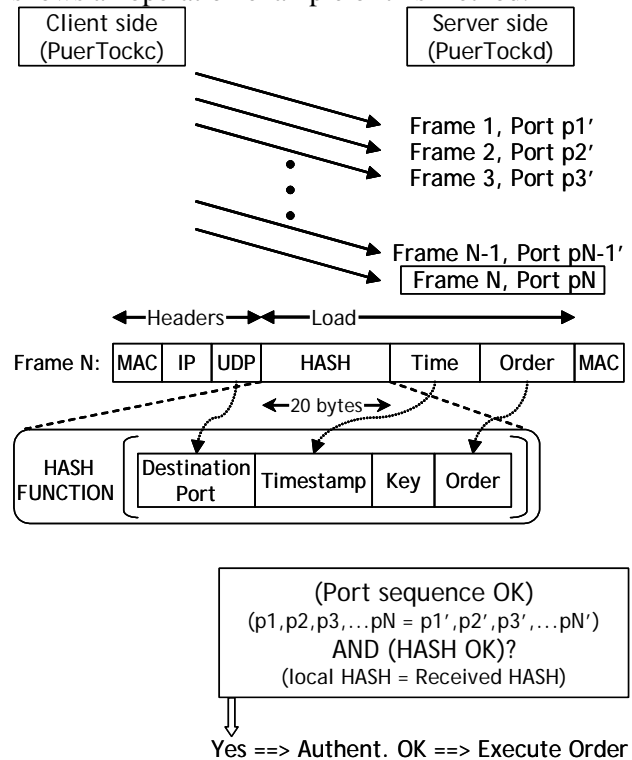 Client side
(PuerTockc)
Server side
(PuerTockd)
Frame 1, Port p1'
Frame 2, Port p2'
Frame 3, Port p3'
Frame N-1, Port pN-1'
Frame N, Port pN
Headers
Load
Frame N: MAC IP UDP HASH Time Order MAC
20 bytes
HASH FUNCTION
Destination Port
Timestamp
Key
Order
(Port sequence OK)
(p1,p2,p3,...pN = p1',p2',p3',...pN')
AND (HASH OK)?
(local HASH = Received HASH)
Yes ==> Authent. OK ==> Execute Order